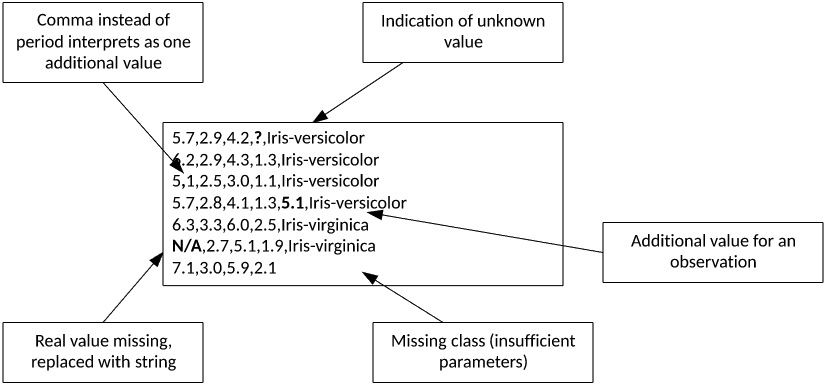 Comma instead of
period interprets as one
additional value
Indication of unknown
value
5.7,2.9,4.2,?,Iris-versicolor
6.2,2.9,4.3,1.3,Iris-versicolor
5,1,2.5,3.0,1.1,Iris-versicolor
5.7,2.8,4.1,1.3,5.1,Iris-versicolor
6.3,3.3,6.0,2.5,Iris-virginica
N/A,2.7,5.1,1.9,Iris-virginica
7.1,3.0,5.9,2.1
Additional value for an
observation
Real value missing,
replaced with string
Missing class (insufficient
parameters)